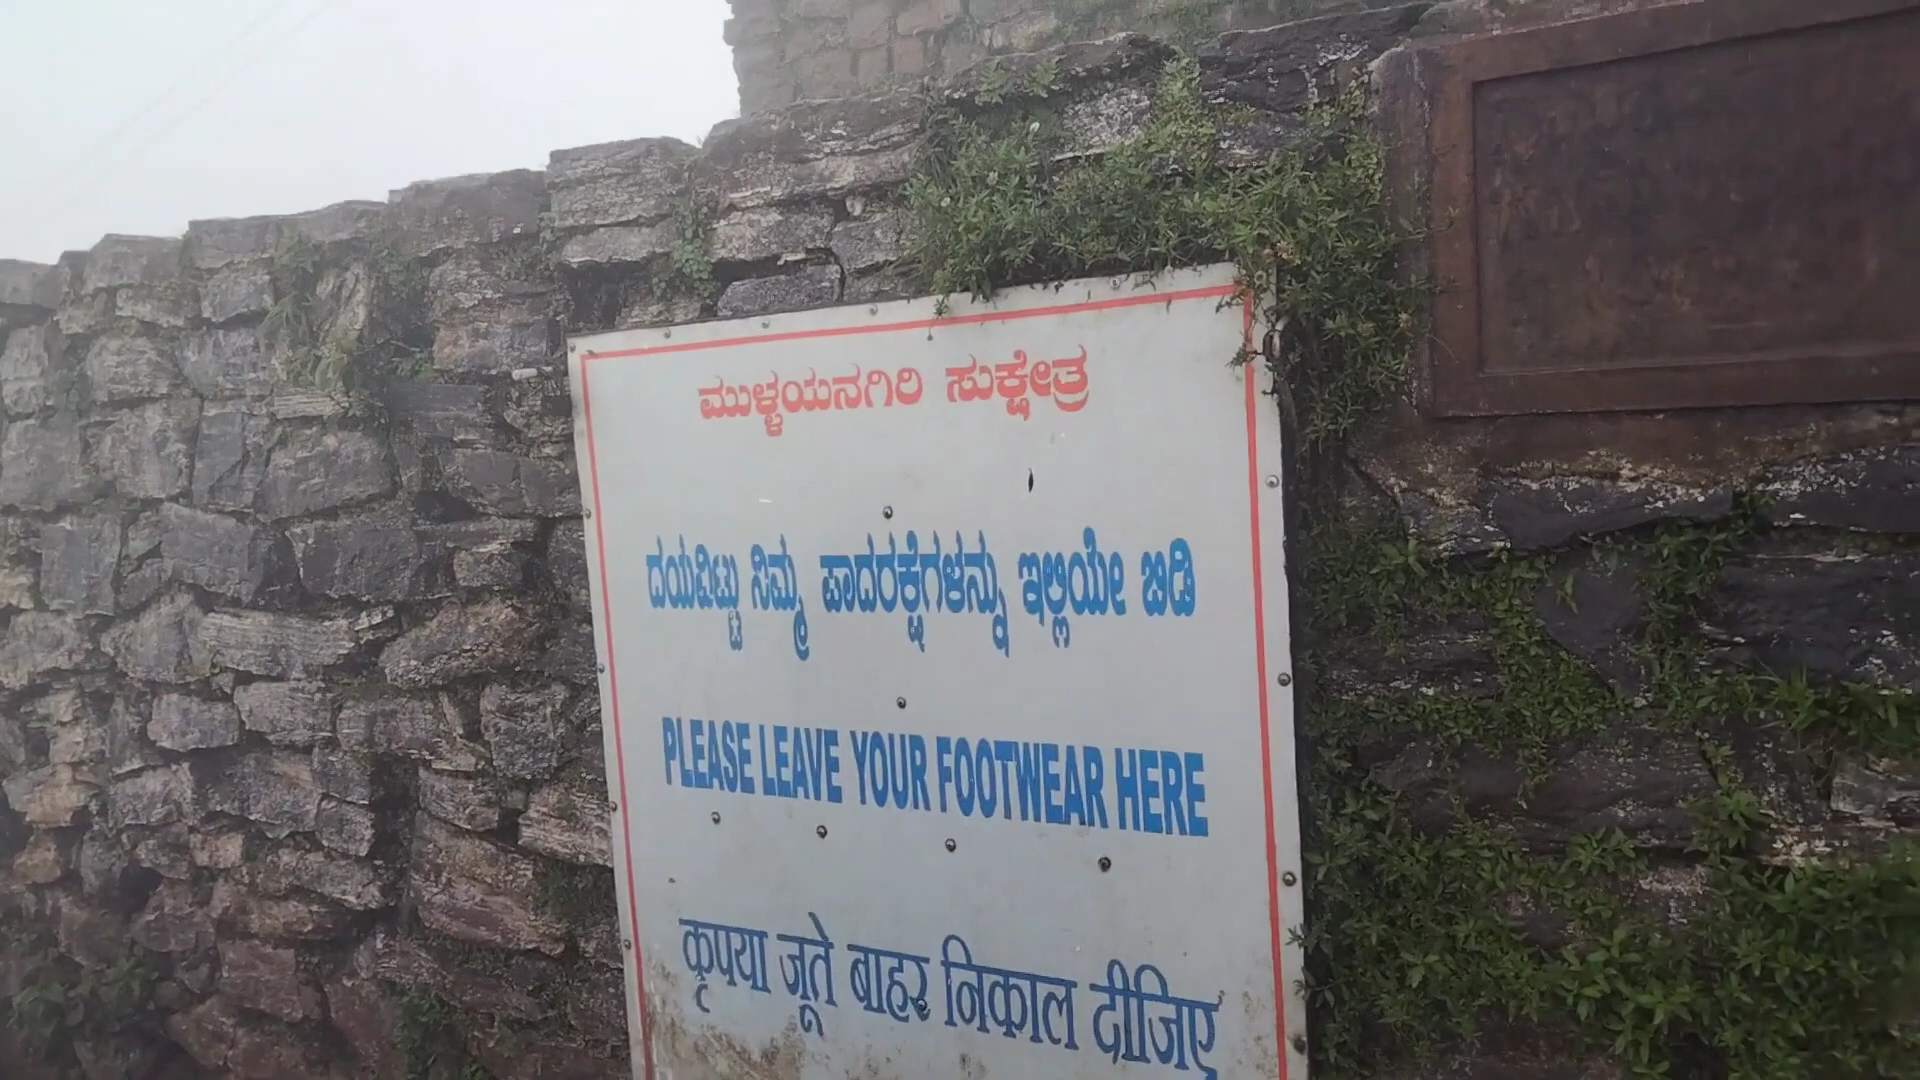 ಮುಳ್ಳಯನಗಿರಿ ಸುಕ್ಷೇತ್ರ
ದಯವಿಟ್ಟು ನಿಮ್ಮ ಪಾದರಕ್ಷೆಗಳನ್ನು ಇಲ್ಲಿಯೇ ಬಿಡಿ
PLEASE LEAVE YOUR FOOTWEAR HERE
कृपया जूते बाहर निकाल दीजिए